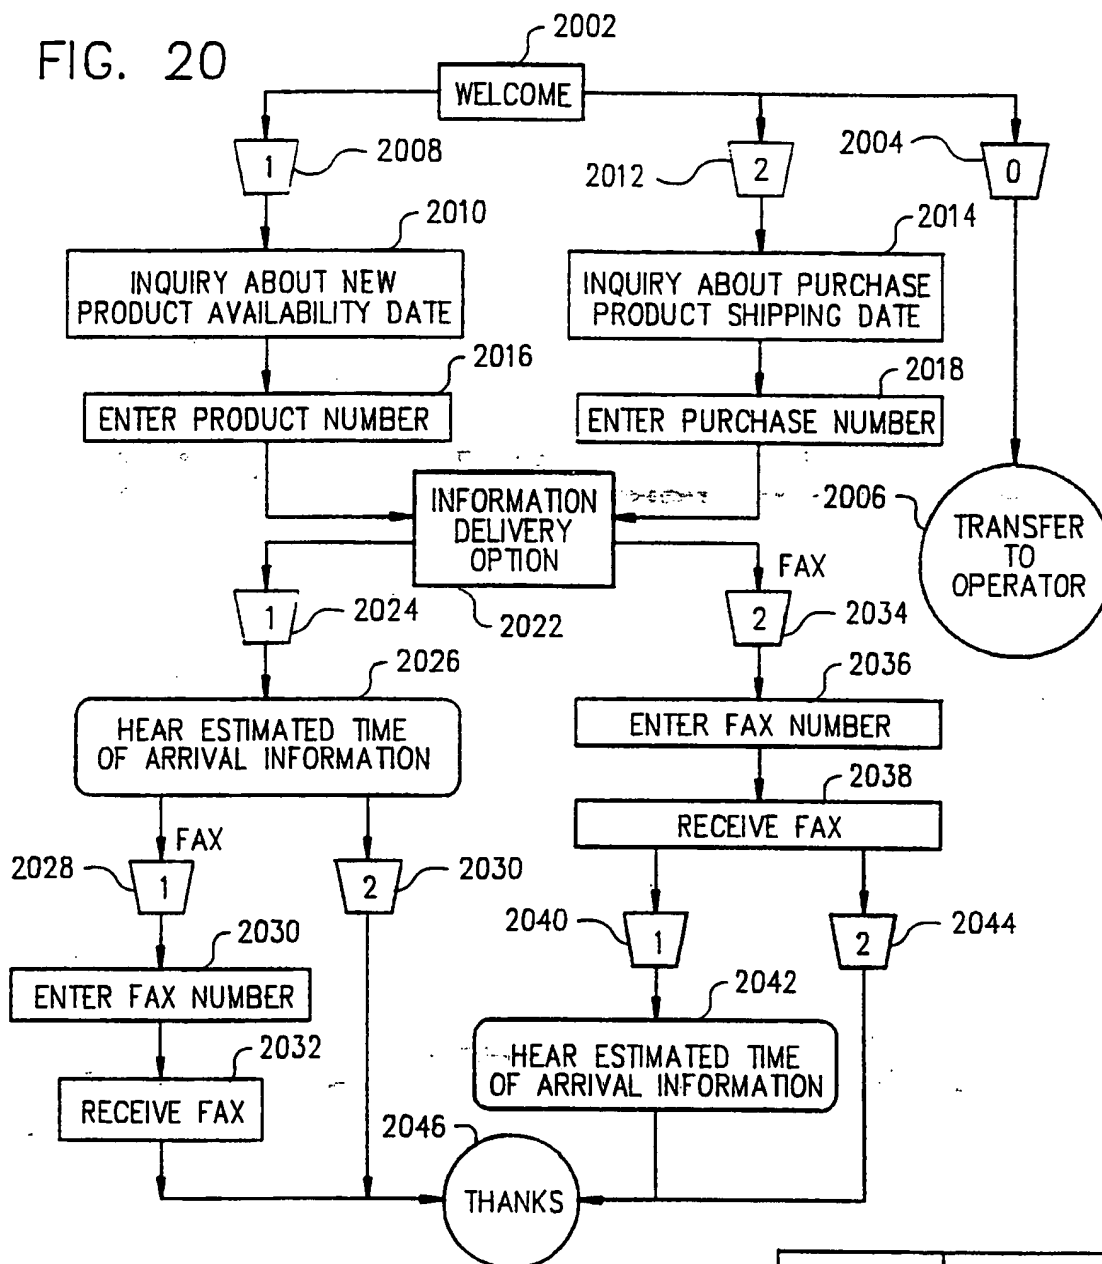 FIG. 20
2002
WELCOME
1
2008
2012
2
2004
0
2010
INQUIRY ABOUT NEW
PRODUCT AVAILABILITY DATE
2014
INQUIRY ABOUT PURCHASE
PRODUCT SHIPPING DATE
2016
ENTER PRODUCT NUMBER
2018
ENTER PURCHASE NUMBER
INFORMATION
DELIVERY
OPTION
2022
2006
TRANSFER
TO
OPERATOR
1
2024
FAX
2
2034
2026
HEAR ESTIMATED TIME
OF ARRIVAL INFORMATION
2036
ENTER FAX NUMBER
2038
RECEIVE FAX
FAX
2028
1
2
2030
2040
1
2
2044
2030
ENTER FAX NUMBER
2042
HEAR ESTIMATED TIME
OF ARRIVAL INFORMATION
2032
RECEIVE FAX
2046
THANKS